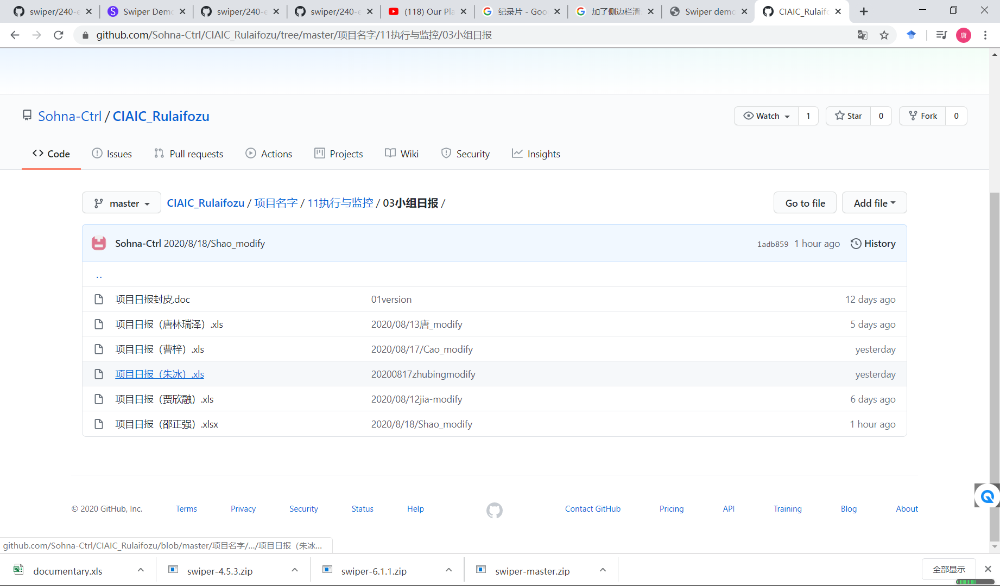 swiper/240-e
Swiper Demo
swiper/240-e
swiper/240-e
(118) Our Pla
纪录片 - Goo
加了侧边栏滑
Swiper demo
CIAIC_Rulaifo
github.com/Sohna-Ctrl/CIAIC_Rulaifozu/tree/master/项目名字/11执行与监控/03小组日报
唐
Sohna-Ctrl / CIAIC_Rulaifozu
Watch 1
Star 0
Fork 0
Code
Issues
Pull requests
Actions
Projects
Wiki
Security
Insights
master
CIAIC_Rulaifozu / 项目名字 / 11执行与监控 / 03小组日报 /
Go to file
Add file
Sohna-Ctrl 2020/8/18/Shao_modify
1adb859 1 hour ago
History
..
项目日报封皮.doc 01version 12 days ago
项目日报（唐林瑞泽）.xls 2020/08/13唐_modify 5 days ago
项目日报（曹梓）.xls 2020/08/17/Cao_modify yesterday
项目日报（朱冰）.xls 20200817zhubingmodify yesterday
项目日报（贾欣融）.xls 2020/08/12jia-modify 6 days ago
项目日报（邵正强）.xlsx 2020/8/18/Shao_modify 1 hour ago
© 2020 GitHub, Inc.
Terms
Privacy
Security
Status
Help
Contact GitHub
Pricing
API
Training
Blog
About
github.com/Sohna-Ctrl/CIAIC_Rulaifozu/blob/master/项目名字/.../项目日报（朱冰...
documentary.xls
swiper-4.5.3.zip
swiper-6.1.1.zip
swiper-master.zip
全部显示